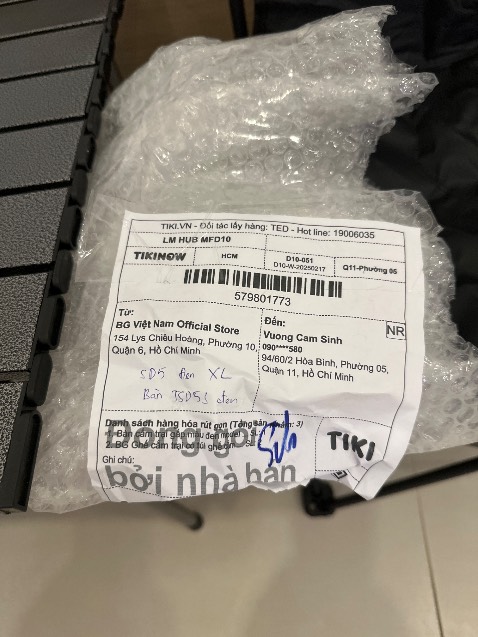 TIKI.VN - Đối tác lấy hàng: TED - Hot line: 19006035
LM HUB MFD10
TIKINOW
HCM
D10-051
D10-W-20250217
Q11-Phường 05
579801773
Từ:
BG Việt Nam Official Store
154 Lys Chiêu Hoàng, Phường 10,
Quận 6, Hồ Chí Minh
Đến:
Vuong Cam Sinh
090****580
94/60/2 Hòa Bình, Phường 05,
Quận 11, Hồ Chí Minh
NR
SD5 đen XL
Bàn
đen
Danh sách hàng hóa rút gọn (Tổng sản phẩm: 3)
1. Bàn cắm trại gấp màu đen
2. BG Ghế cắm trại có túi
Ghi chú:
bởi nhà bán
TIKI